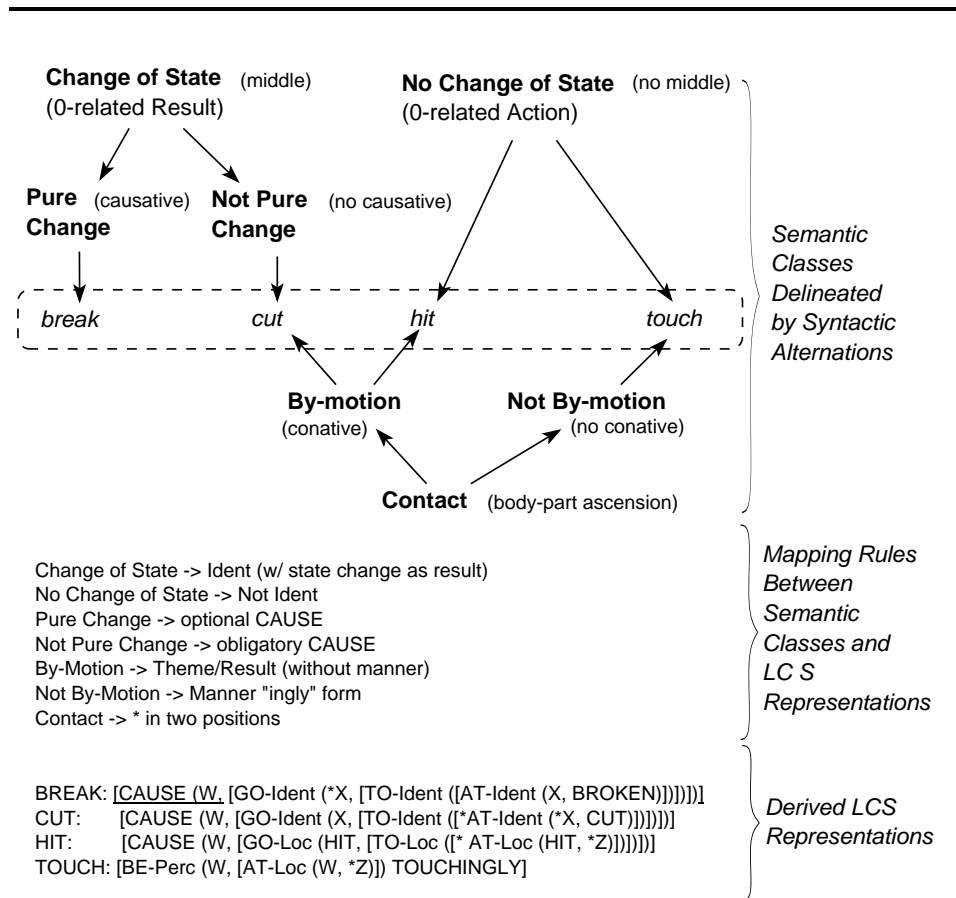 Change of State (middle)
(0-related Result)
No Change of State (no middle)
(0-related Action)
Pure (causative)
Change
Not Pure (no causative)
Change
break cut hit touch
By-motion
(conative)
Not By-motion
(no conative)
Contact (body-part ascension)
Semantic
Classes
Delineated
by Syntactic
Alternations
Change of State -> Ident (w/ state change as result)
No Change of State -> Not Ident
Pure Change -> optional CAUSE
Not Pure Change -> obligatory CAUSE
By-Motion -> Theme/Result (without manner)
Not By-Motion -> Manner "ingly" form
Contact -> * in two positions
Mapping Rules
Between
Semantic
Classes and
LC S
Representations
BREAK: [CAUSE (W, [GO-Ident (*X, [TO-Ident ([AT-Ident (X, BROKEN)])])])]
CUT: [CAUSE (W, [GO-Ident (X, [TO-Ident ([*AT-Ident (*X, CUT)])])])]
HIT: [CAUSE (W, [GO-Loc (HIT, [TO-Loc ([* AT-Loc (HIT, *Z)])])])]
TOUCH: [BE-Perc (W, [AT-Loc (W, *Z)]) TOUCHINGLY]
Derived LCS
Representations